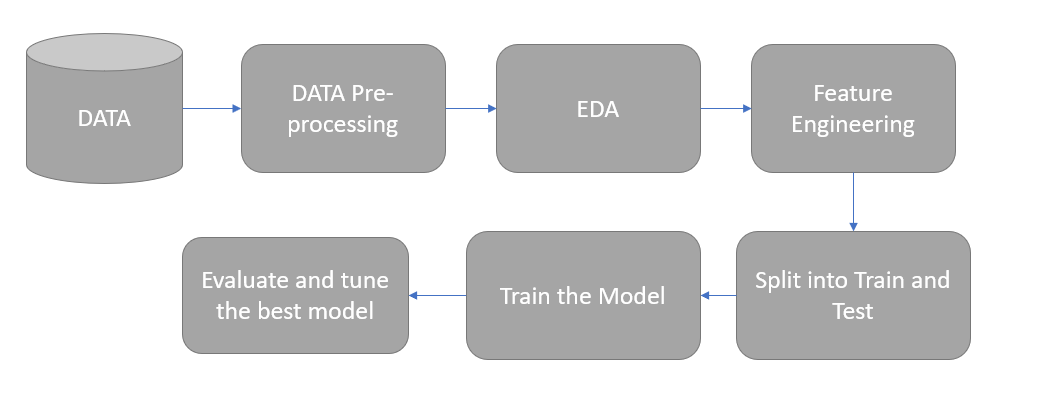 DATA
DATA Pre-
processing
EDA
Feature
Engineering
Split into Train and
Test
Train the Model
Evaluate and tune
the best model